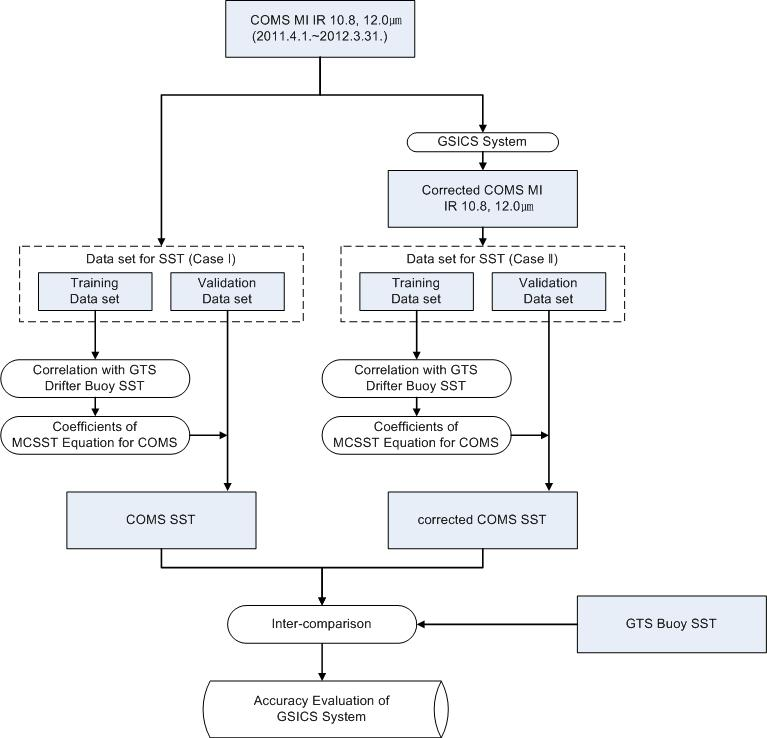 COMS MI IR 10.8, 12.0㎛
(2011.4.1.~2012.3.31.)
GSICS System
Corrected COMS MI
IR 10.8, 12.0㎛
Data set for SST (Case Ⅰ)
Training
Data set
Validation
Data set
Data set for SST (Case Ⅱ)
Training
Data set
Validation
Data set
Correlation with GTS
Drifter Buoy SST
Correlation with GTS
Drifter Buoy SST
Coefficients of
MCSST Equation for COMS
Coefficients of
MCSST Equation for COMS
COMS SST
corrected COMS SST
Inter-comparison
GTS Buoy SST
Accuracy Evaluation of
GSICS System